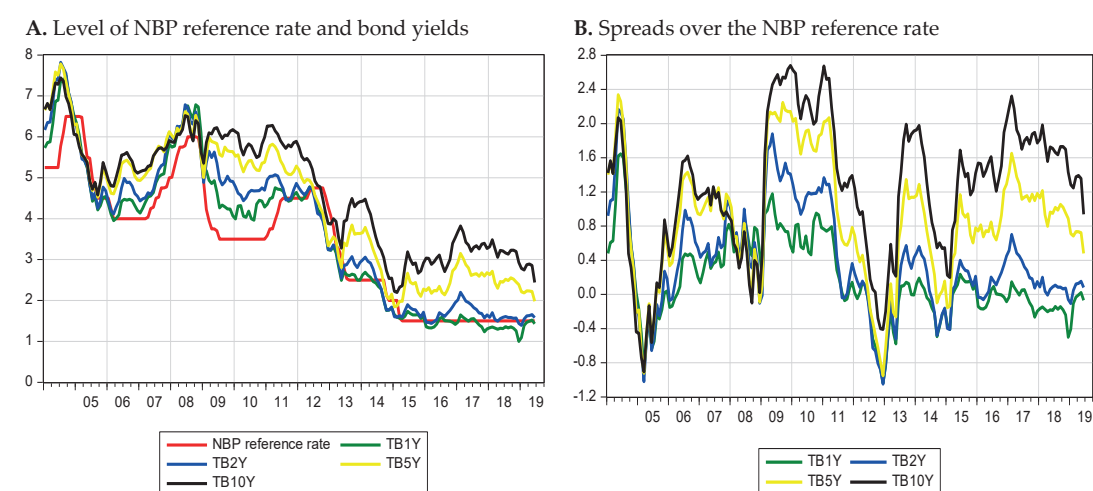 A. Level of NBP reference rate and bond yields
8
7
6
5
4
3
2
1
0
05 06 07 08 09 10 11 12 13 14 15 16 17 18 19
NBP reference rate TB1Y
TB2Y TB5Y
TB10Y
B. Spreads over the NBP reference rate
2.8
2.4
2.0
1.6
1.2
0.8
0.4
0.0
-0.4
-0.8
-1.2
05 06 07 08 09 10 11 12 13 14 15 16 17 18 19
TB1Y TB2Y
TB5Y TB10Y